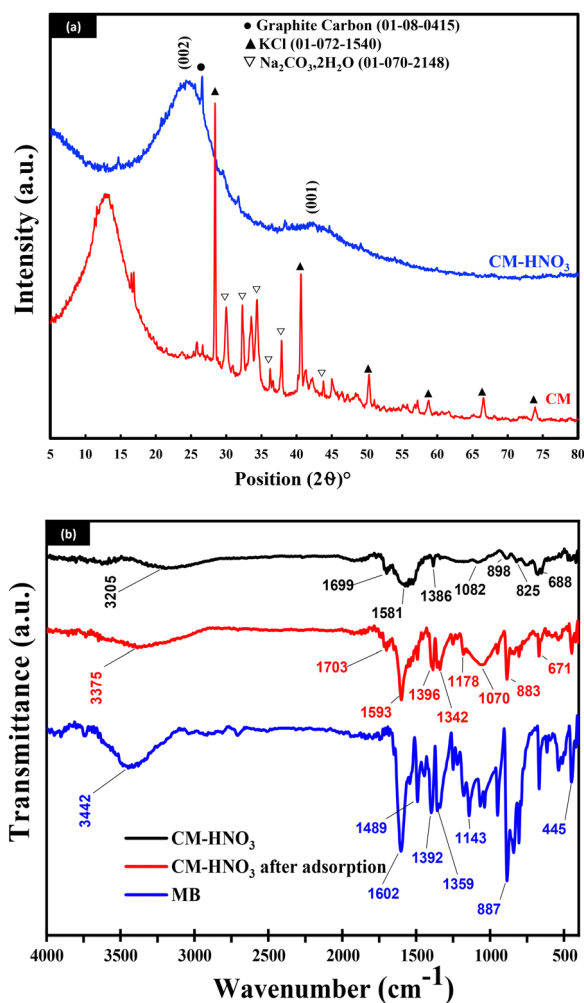 (a)
● Graphite Carbon (01-08-0415)
▲ KCl (01-072-1540)
▽ Na₂CO₃,2H₂O (01-070-2148)
(002)
(001)
CM-HNO₃
CM
Intensity (a.u.)
5 10 15 20 25 30 35 40 45 50 55 60 65 70 75 80
Position (2ϑ)°
(b)
3205
1699
1581
1386
1082
898
825
688
3375
1703
1593
1396
1342
1178
1070
883
671
3442
1489
1602
1392
1359
1143
887
445
CM-HNO₃
CM-HNO₃ after adsorption
MB
Transmittance (a.u.)
4000 3500 3000 2500 2000 1500 1000 500
Wavenumber (cm⁻¹)